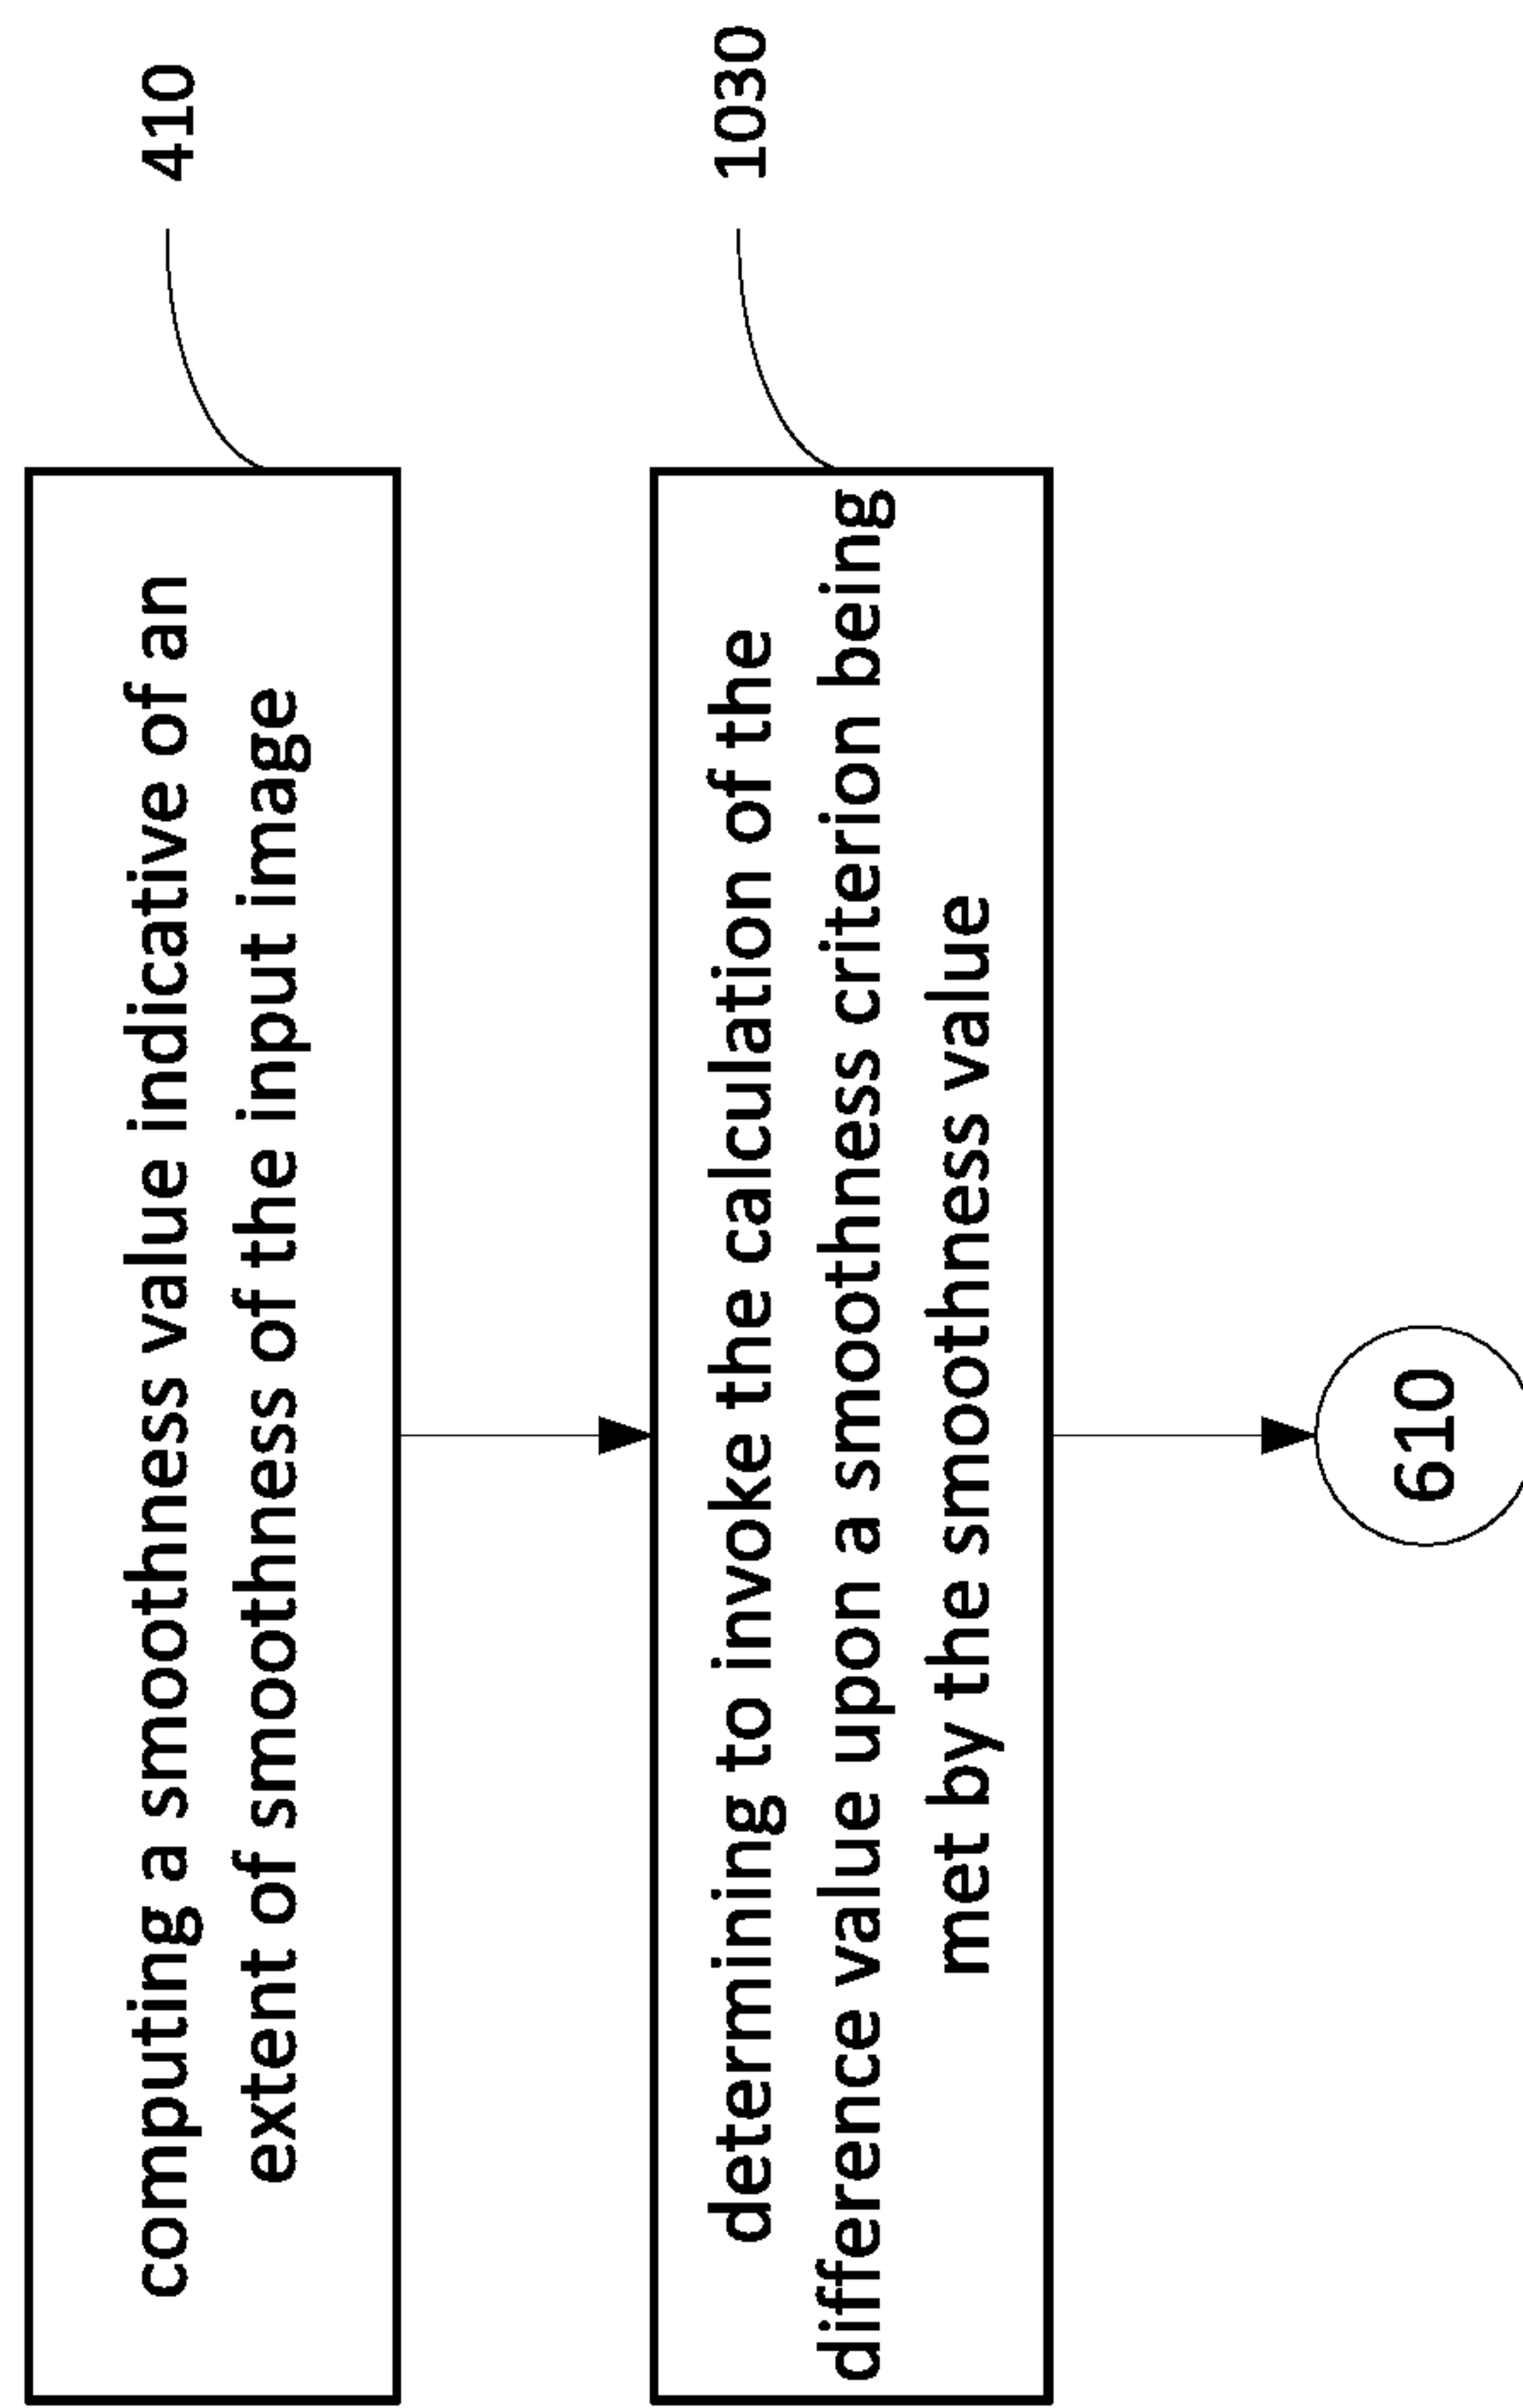 computing a smoothness value indicative of an
extent of smoothness of the input image
410
determining to invoke the calculation of the
difference value upon a smoothness criterion being
met by the smoothness value
1030
610